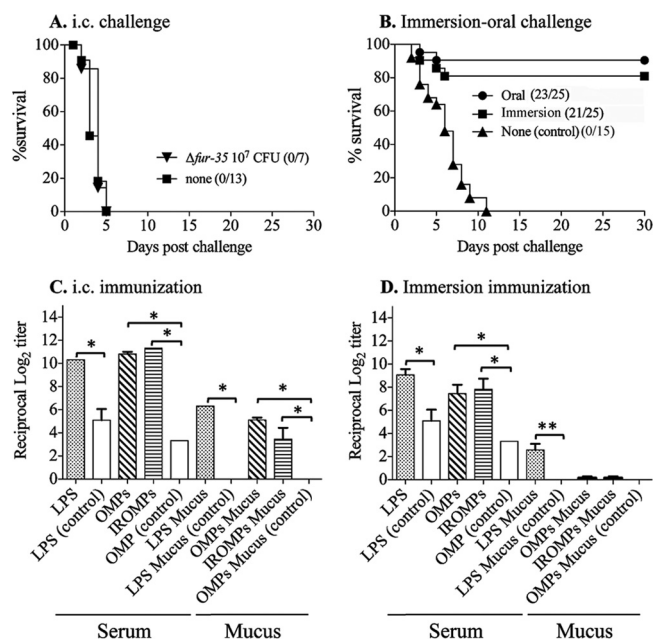 A. i.c. challenge
%survival
100
80
60
40
20
0
Δfur-35 10⁷ CFU (0/7)
none (0/13)
0 5 10 15 20 25 30
Days post challenge
B. Immersion-oral challenge
% survival
100
80
60
40
20
0
Oral (23/25)
Immersion (21/25)
None (control) (0/15)
0 5 10 15 20 25 30
Days post challenge
C. i.c. immunization
Reciprocal Log₂ titer
14
12
10
8
6
4
2
0
* * * * * *
LPS
LPS (control)
OMPs
IROMPs
OMP (control)
LPS Mucus
LPS Mucus (control)
OMPs Mucus
IROMPs Mucus
OMPs Mucus (control)
Serum Mucus
D. Immersion immunization
Reciprocal Log₂ titer
14
12
10
8
6
4
2
0
* * * **
LPS
LPS (control)
OMPs
IROMPs
OMP (control)
LPS Mucus
LPS Mucus (control)
OMPs Mucus
IROMPs Mucus
OMPs Mucus (control)
Serum Mucus